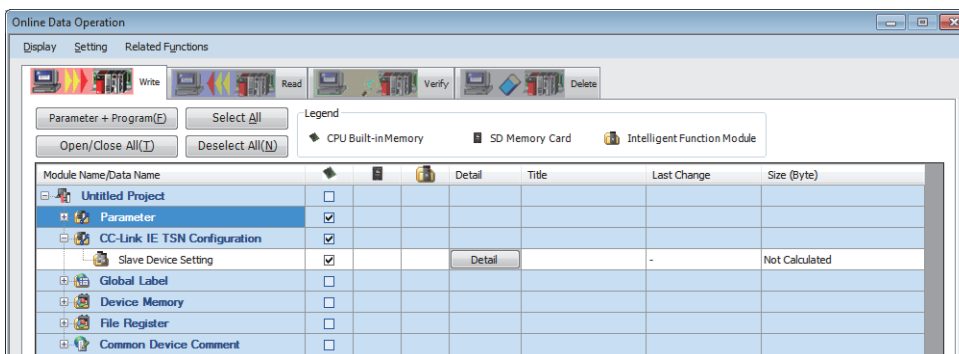 Online Data Operation
Display Setting Related Functions
Write Read Verify Delete
Parameter + Program(F) Select All Legend
CPU Built-in Memory SD Memory Card Intelligent Function Module
Open/Close All(T) Deselect All(N)
Module Name/Data Name Detail Title Last Change Size (Byte)
Untitled Project
Parameter
CC-Link IE TSN Configuration
Slave Device Setting Detail - Not Calculated
Global Label
Device Memory
File Register
Common Device Comment